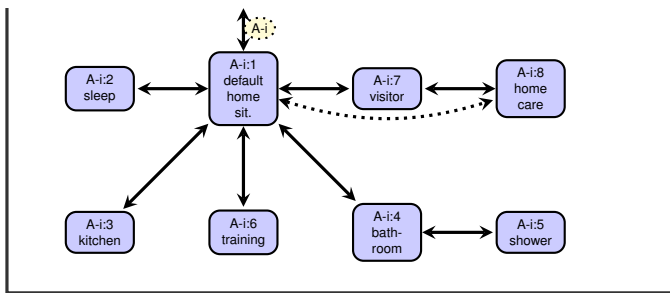 A-i
A-i:1
default
home
sit.
A-i:2
sleep
A-i:7
visitor
A-i:8
home
care
A-i:3
kitchen
A-i:6
training
A-i:4
bath-
room
A-i:5
shower